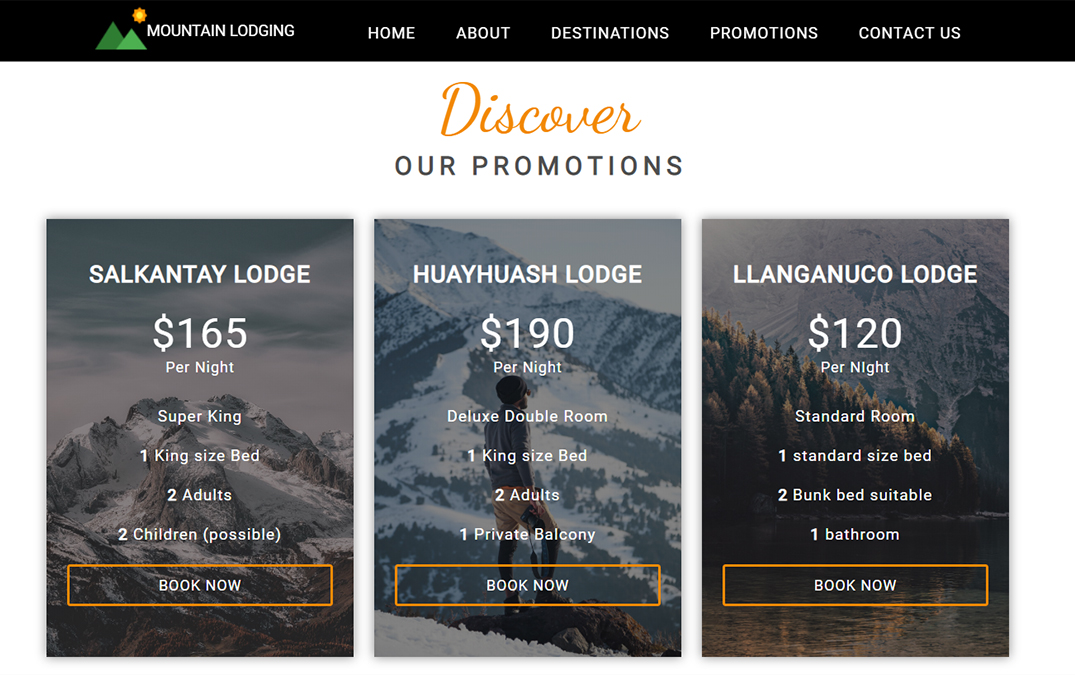 MOUNTAIN LODGING
HOME ABOUT DESTINATIONS PROMOTIONS CONTACT US
Discover
OUR PROMOTIONS
SALKANTAY LODGE
$165
Per Night
Super King
1 King size Bed
2 Adults
2 Children (possible)
BOOK NOW
HUAYHUASH LODGE
$190
Per Night
Deluxe Double Room
1 King size Bed
2 Adults
1 Private Balcony
BOOK NOW
LLANGANUCO LODGE
$120
Per NIght
Standard Room
1 standard size bed
2 Bunk bed suitable
1 bathroom
BOOK NOW